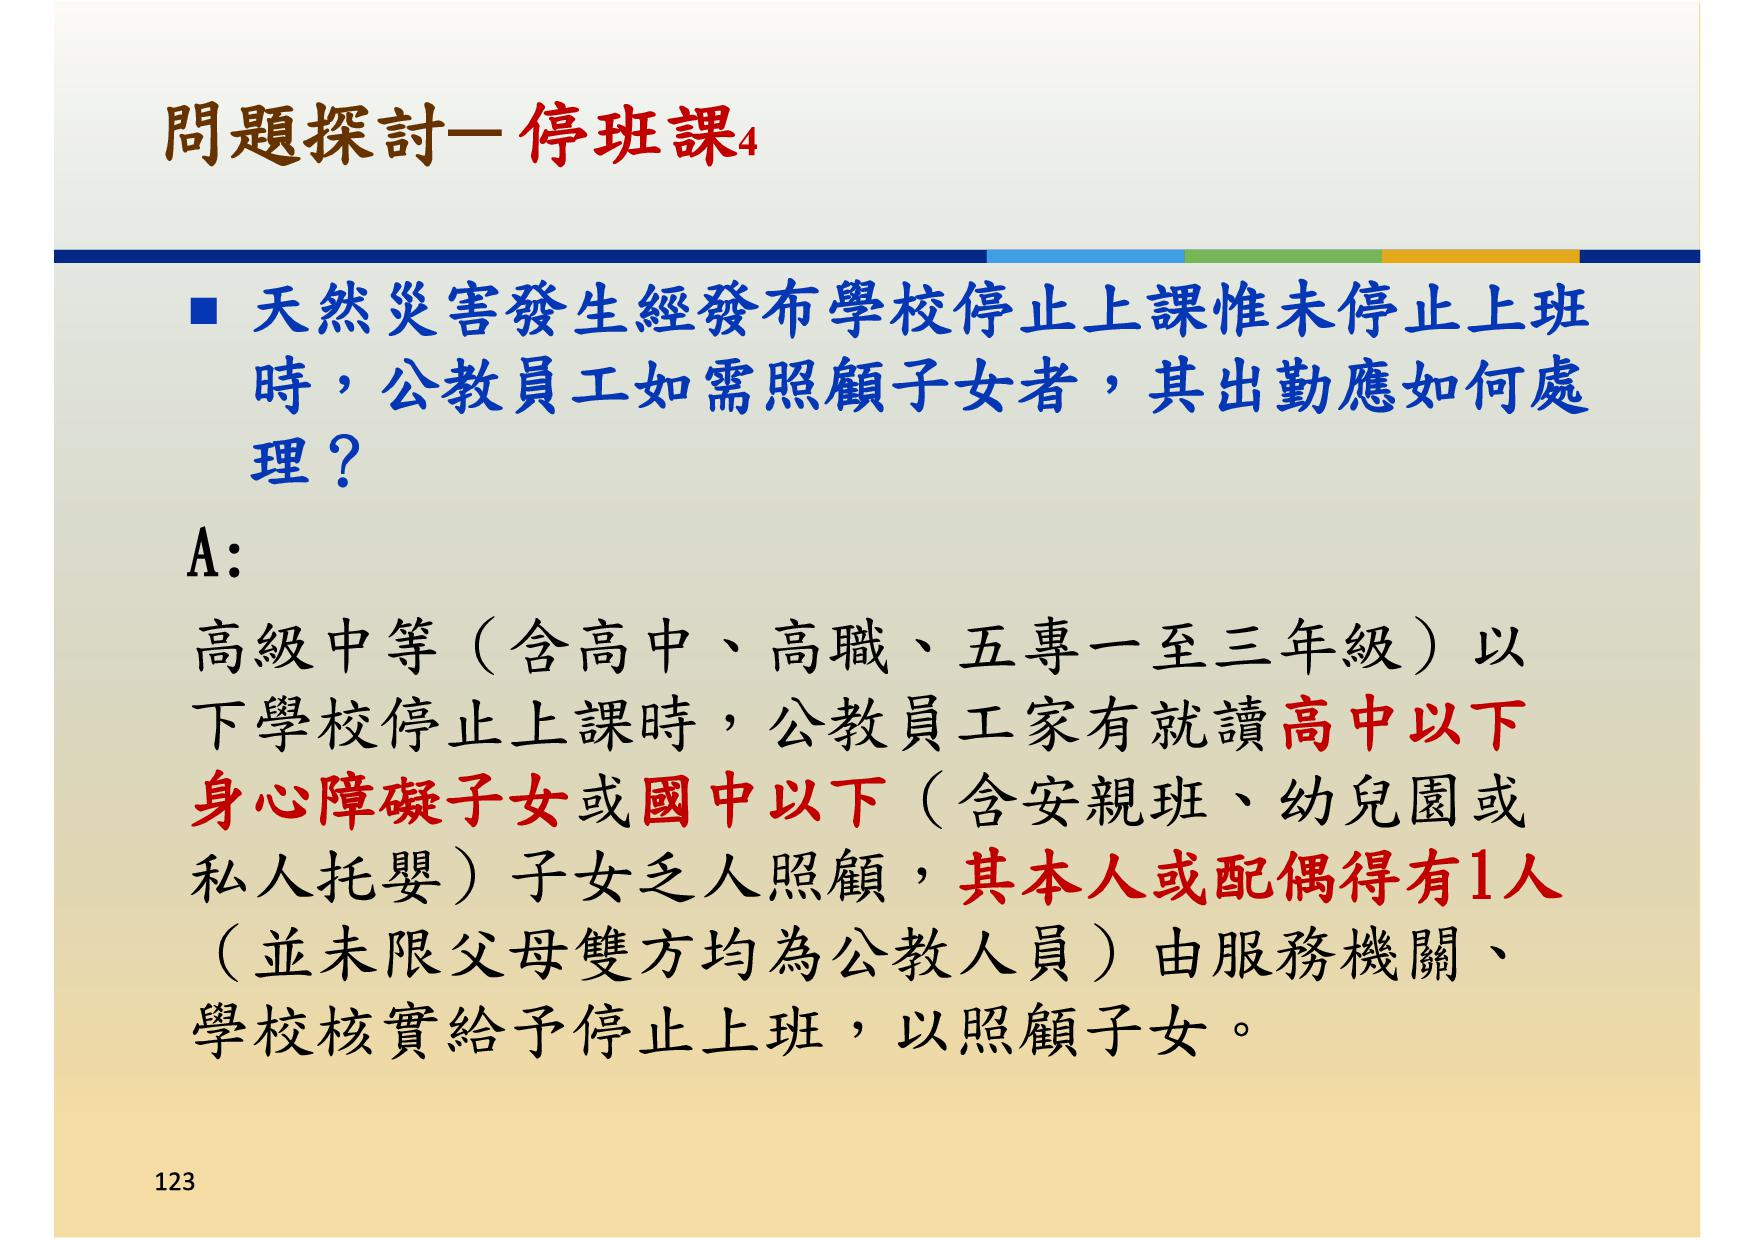 問題探討─停班課4
■ 天然災害發生經發布學校停止上課惟未停止上班
時，公教員工如需照顧子女者，其出勤應如何處
理？
A:
高級中等（含高中、高職、五專一至三年級）以
下學校停止上課時，公教員工家有就讀高中以下
身心障礙子女或國中以下（含安親班、幼兒園或
私人托嬰）子女乏人照顧，其本人或配偶得有1人
（並未限父母雙方均為公教人員）由服務機關、
學校核實給予停止上班，以照顧子女。
123